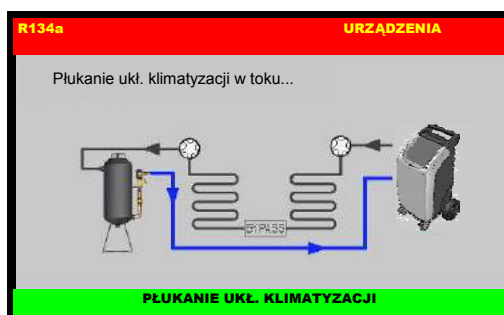 R134a URZĄDZENIA
Płukanie ukł. klimatyzacji w toku...
BYPASS
PŁUKANIE UKŁ. KLIMATYZACJI